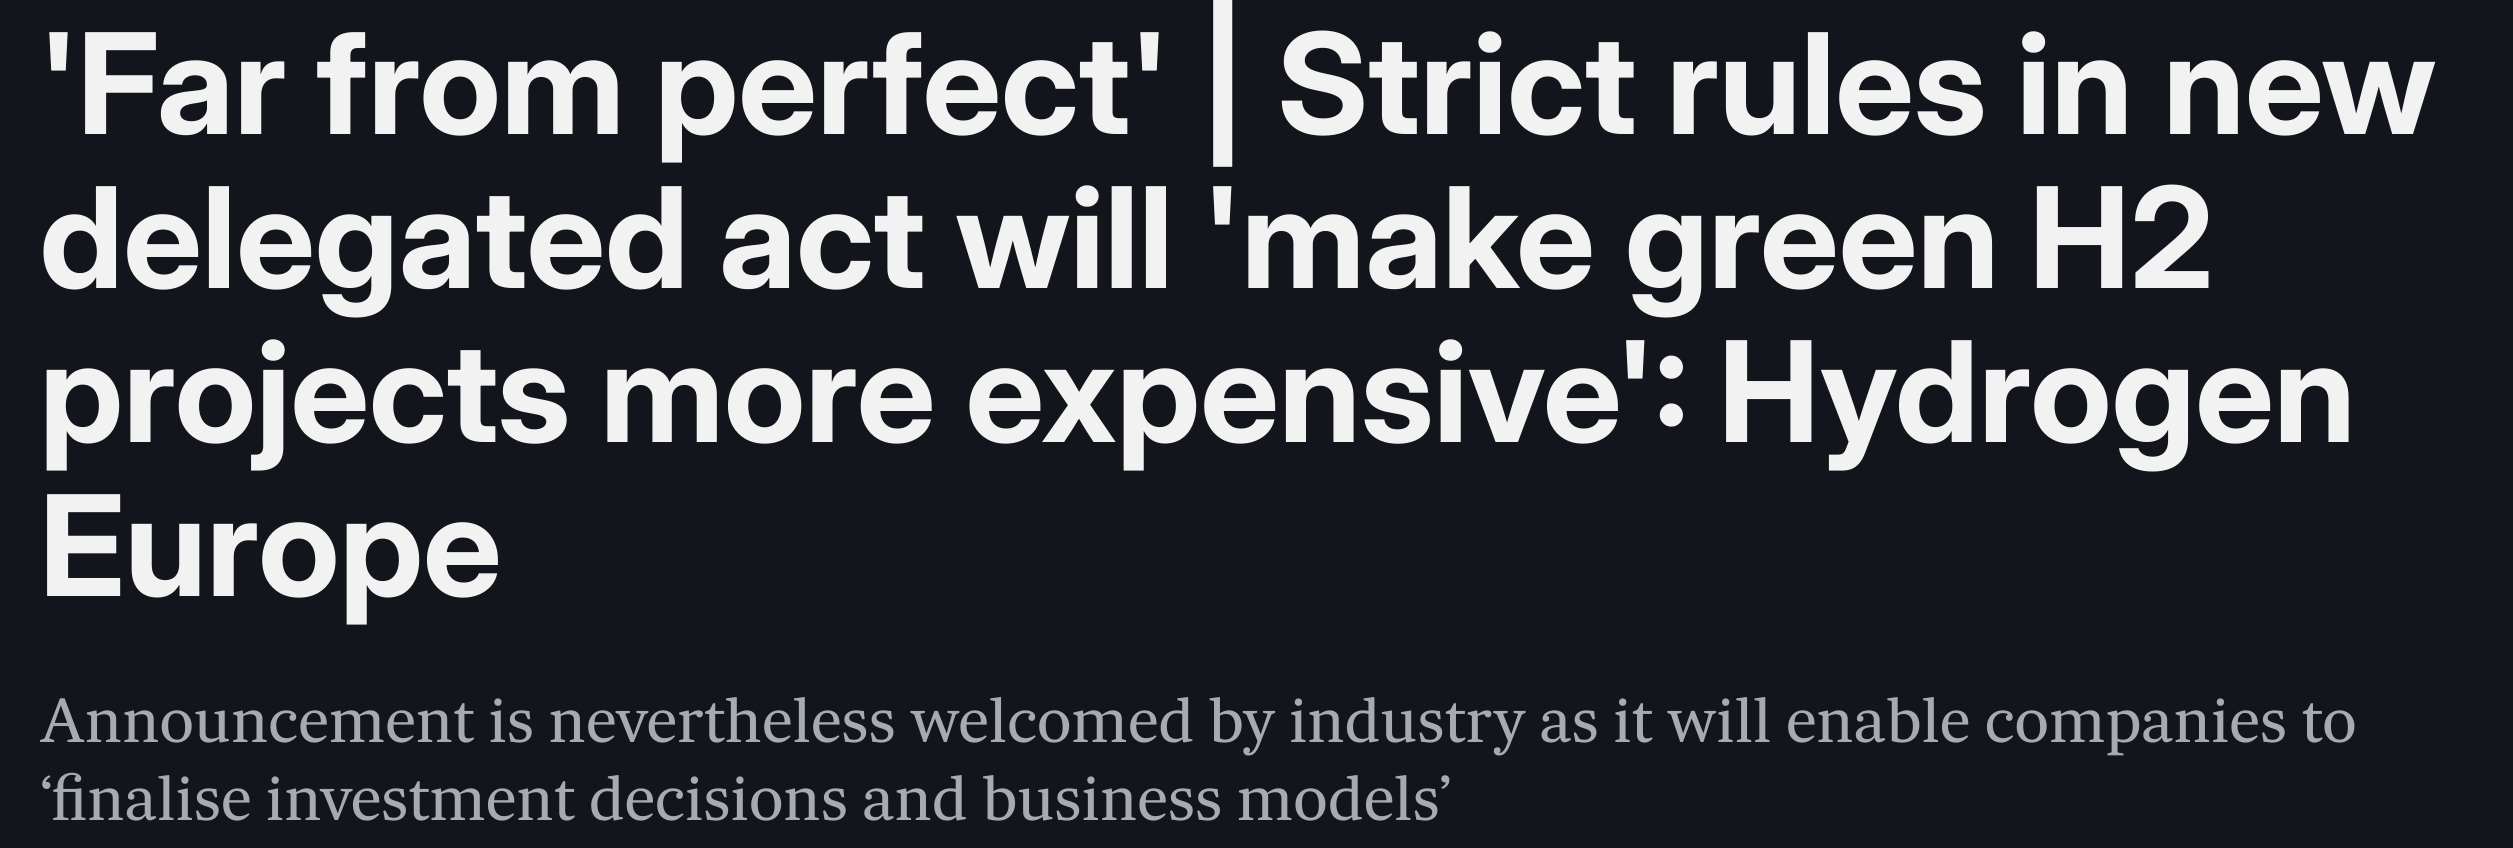 'Far from perfect' | Strict rules in new
delegated act will 'make green H2
projects more expensive': Hydrogen
Europe
Announcement is nevertheless welcomed by industry as it will enable companies to
‘finalise investment decisions and business models’